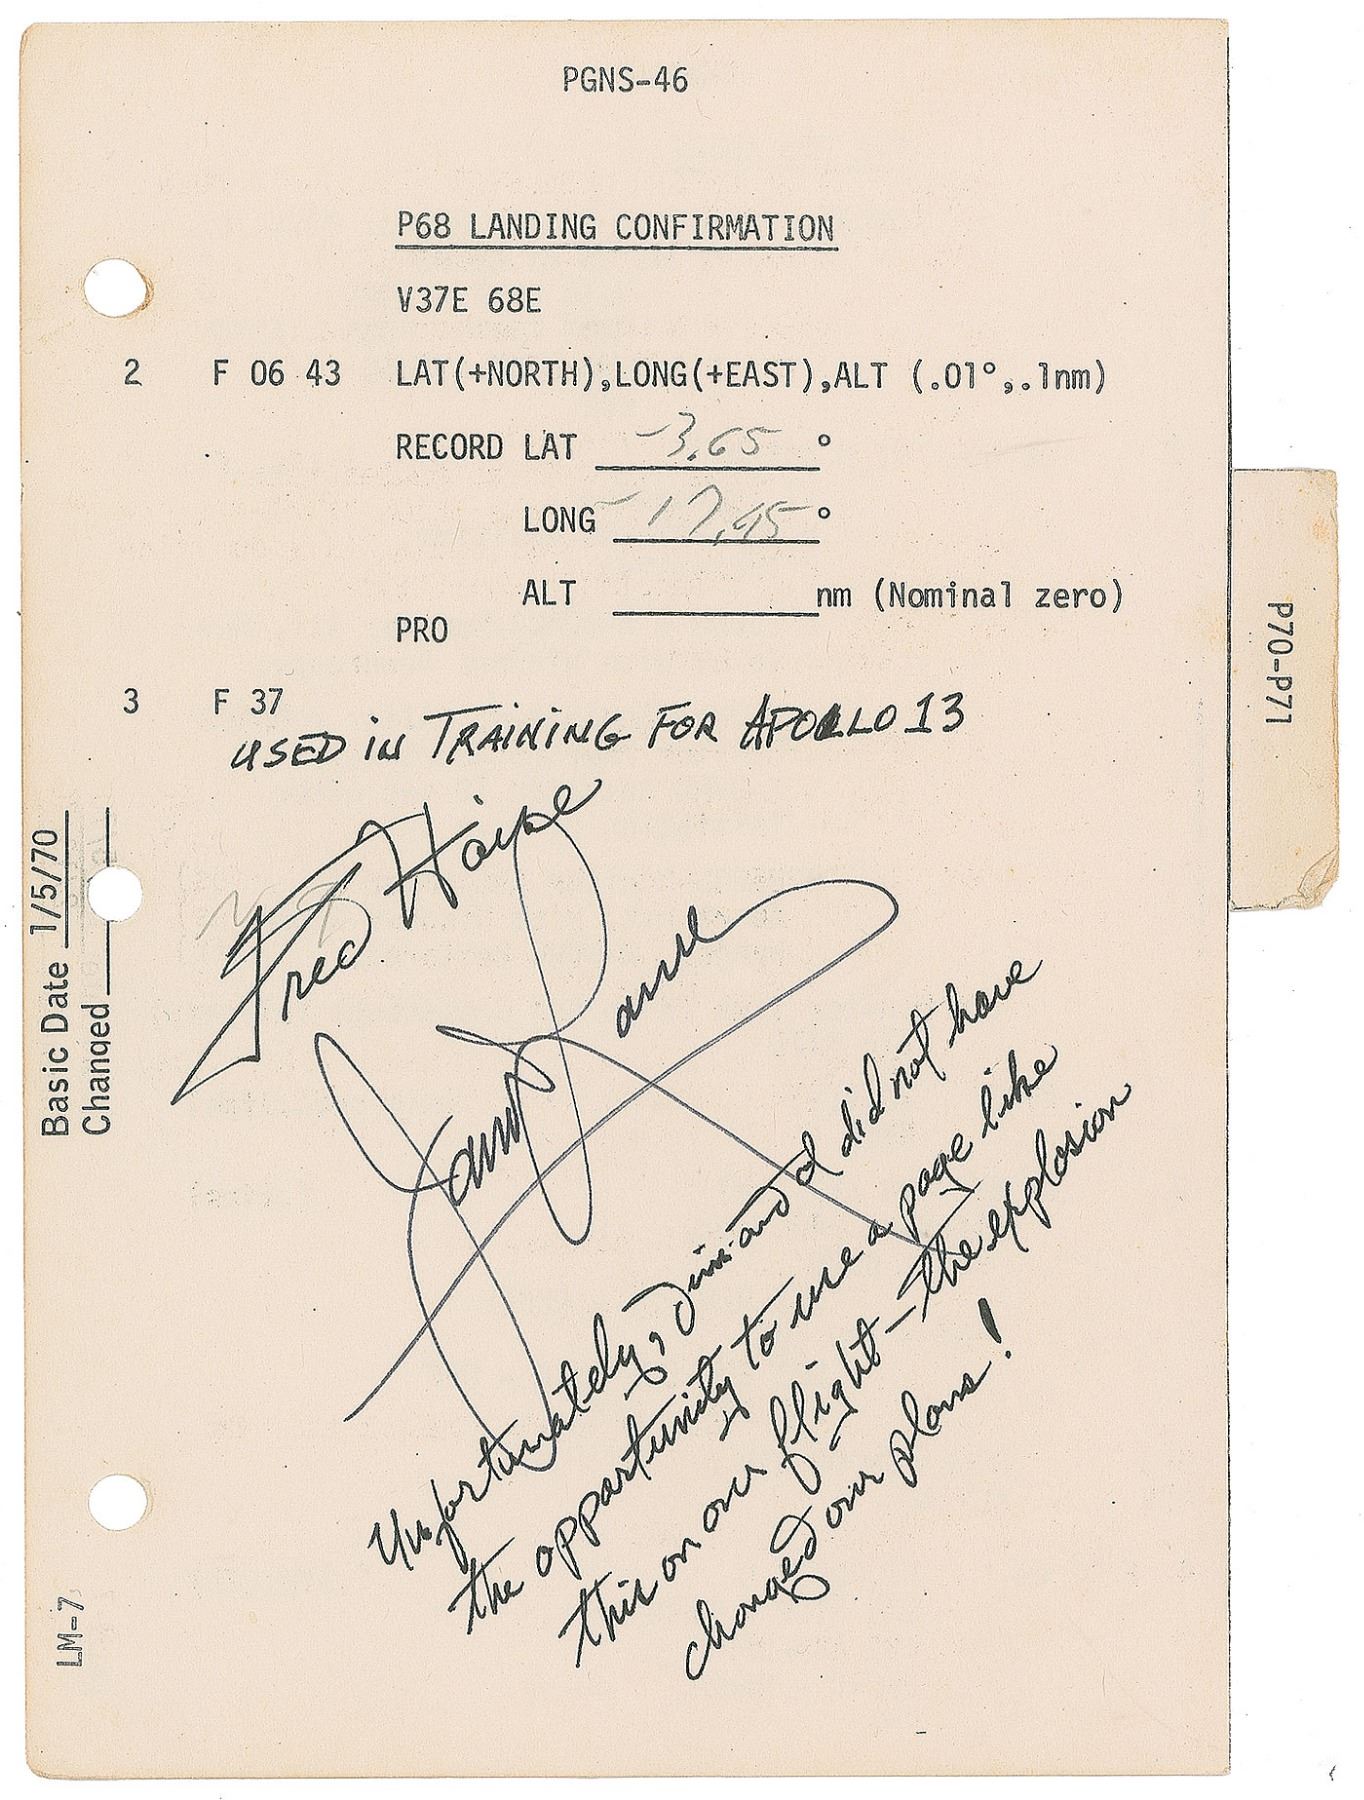 PGNS-46
P68 LANDING CONFIRMATION
V37E 68E
2 F 06 43 LAT(+NORTH),LONG(+EAST),ALT (.01°,.1nm)
RECORD LAT -3.65 °
LONG -17.45 °
ALT ________nm (Nominal zero)
PRO
3 F 37
USED IN TRAINING FOR APOLLO 13
Fred Haise
James Lovell
Unfortunately, Jim and I did not have
the opportunity to use a page like
this on our flight - the explosion
changed our plans!
P70-P71
Basic Date 1/5/70
Changed
LM-7